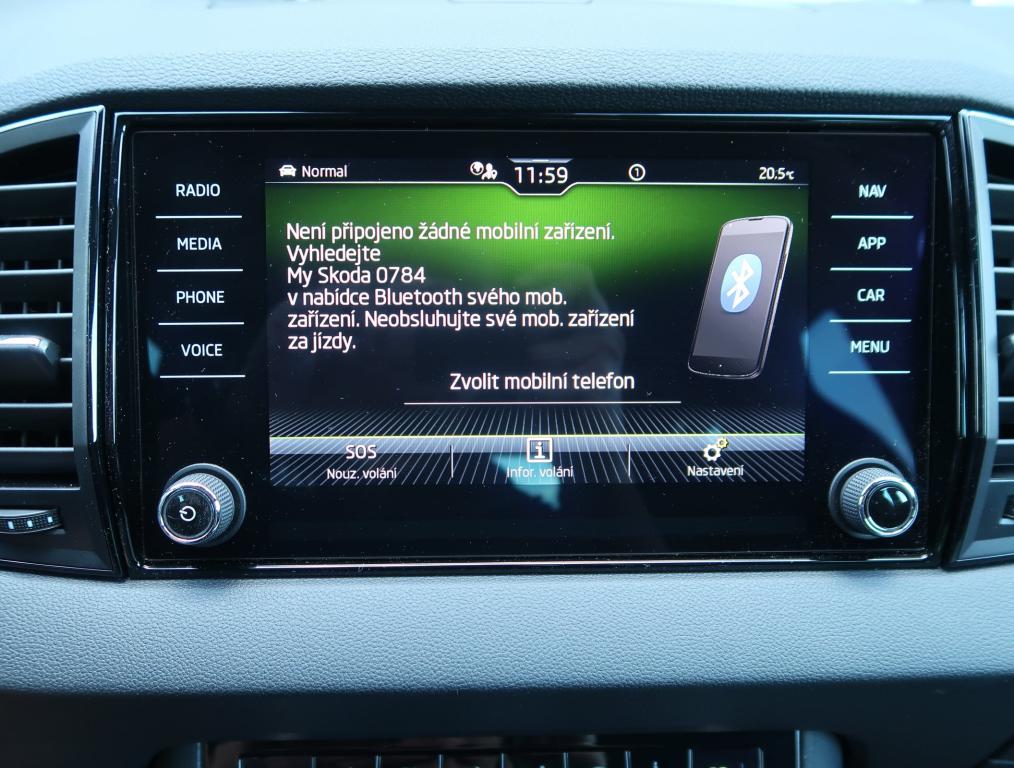 Normal
11:59
1
20.5°C
RADIO
MEDIA
PHONE
VOICE
Není připojeno žádné mobilní zařízení.
Vyhledejte
My Skoda 0784
v nabídce Bluetooth svého mob.
zařízení. Neobsluhujte své mob. zařízení
za jízdy.
Zvolit mobilní telefon
SOS
Nouz. volání
i
Infor. volání
Nastavení
NAV
APP
CAR
MENU